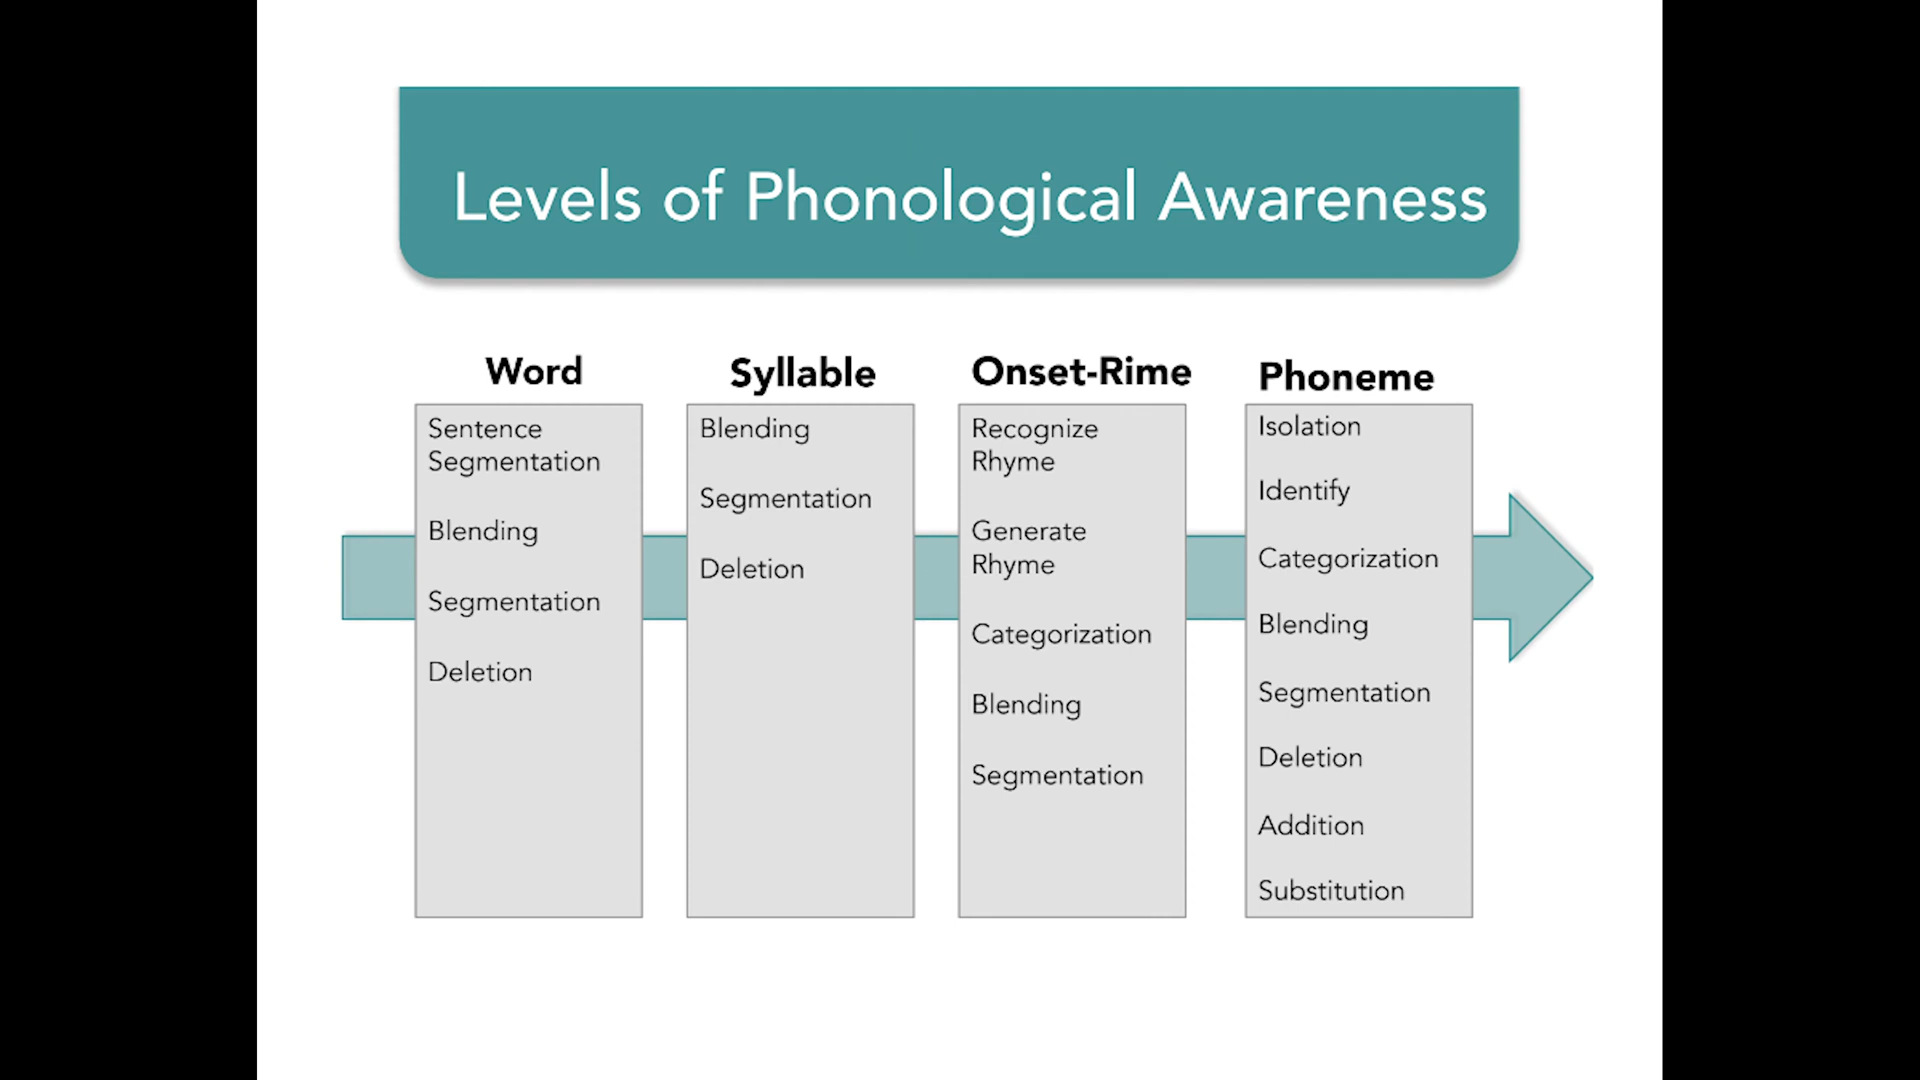 Levels of Phonological Awareness
Word
Sentence
Segmentation
Blending
Segmentation
Deletion
Syllable
Blending
Segmentation
Deletion
Onset-Rime
Recognize
Rhyme
Generate
Rhyme
Categorization
Blending
Segmentation
Phoneme
Isolation
Identify
Categorization
Blending
Segmentation
Deletion
Addition
Substitution